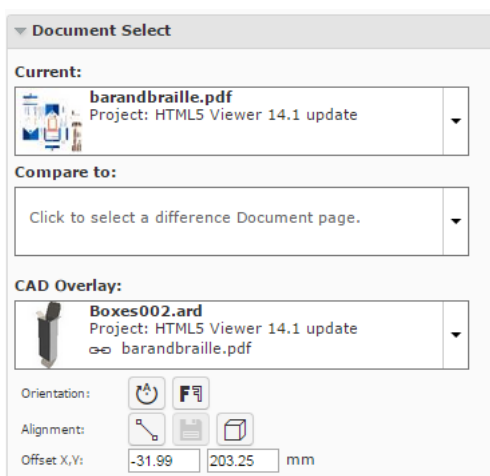 Document Select
Current:
barandbraille.pdf
Project: HTML5 Viewer 14.1 update
Compare to:
Click to select a difference Document page.
CAD Overlay:
Boxes002.ard
Project: HTML5 Viewer 14.1 update
barandbraille.pdf
Orientation:
Alignment:
Offset X,Y: -31.99 203.25 mm